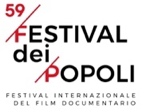 59
FESTIVAL
dei
POPOLI
FESTIVAL INTERNAZIONALE
DEL FILM DOCUMENTARIO